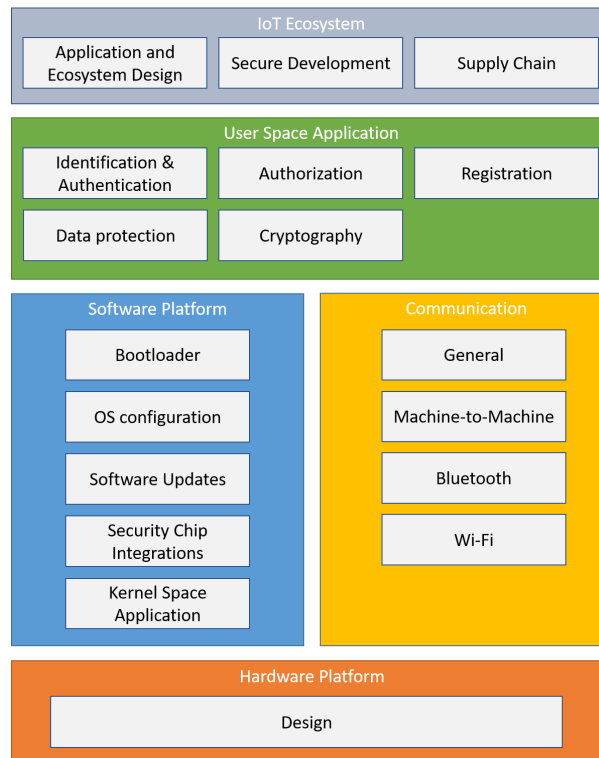 IoT Ecosystem
Application and
Ecosystem Design
Secure Development
Supply Chain
User Space Application
Identification &
Authentication
Authorization
Registration
Data protection
Cryptography
Software Platform
Bootloader
OS configuration
Software Updates
Security Chip
Integrations
Kernel Space
Application
Communication
General
Machine-to-Machine
Bluetooth
Wi-Fi
Hardware Platform
Design